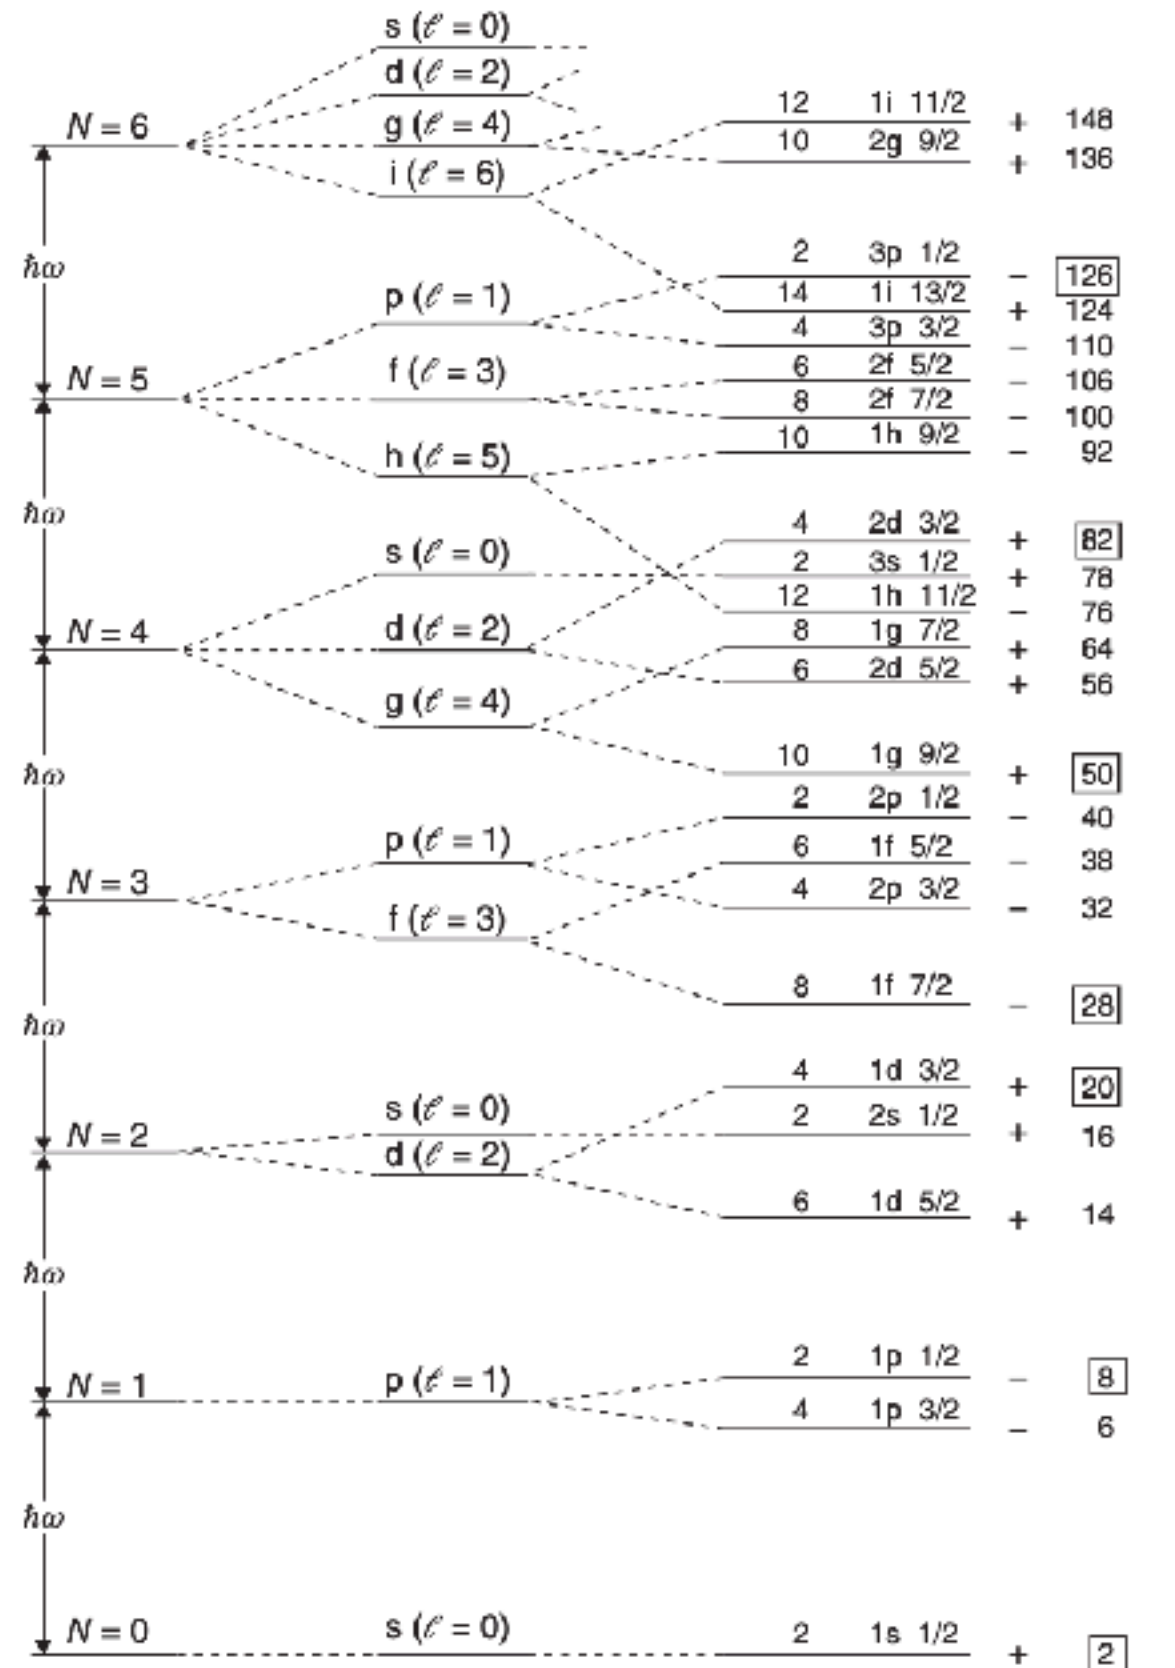 s (ℓ = 0)
d (ℓ = 2)
12 1i 11/2 + 148
N = 6 g (ℓ = 4) 10 2g 9/2 + 136
i (ℓ = 6)
ħω 2 3p 1/2 − 126
p (ℓ = 1) 14 1i 13/2 + 124
4 3p 3/2 − 110
N = 5 f (ℓ = 3) 6 2f 5/2 − 106
8 2f 7/2 − 100
h (ℓ = 5) 10 1h 9/2 − 92
ħω 4 2d 3/2 + 82
s (ℓ = 0) 2 3s 1/2 + 78
12 1h 11/2 − 76
N = 4 d (ℓ = 2) 8 1g 7/2 + 64
6 2d 5/2 + 56
g (ℓ = 4)
ħω 10 1g 9/2 + 50
2 2p 1/2 − 40
p (ℓ = 1) 6 1f 5/2 − 38
N = 3 4 2p 3/2 − 32
f (ℓ = 3)
8 1f 7/2 − 28
ħω
4 1d 3/2 + 20
N = 2 s (ℓ = 0) 2 2s 1/2 + 16
d (ℓ = 2)
6 1d 5/2 + 14
ħω
2 1p 1/2 − 8
N = 1 p (ℓ = 1) 4 1p 3/2 − 6
ħω
N = 0 s (ℓ = 0) 2 1s 1/2 + 2